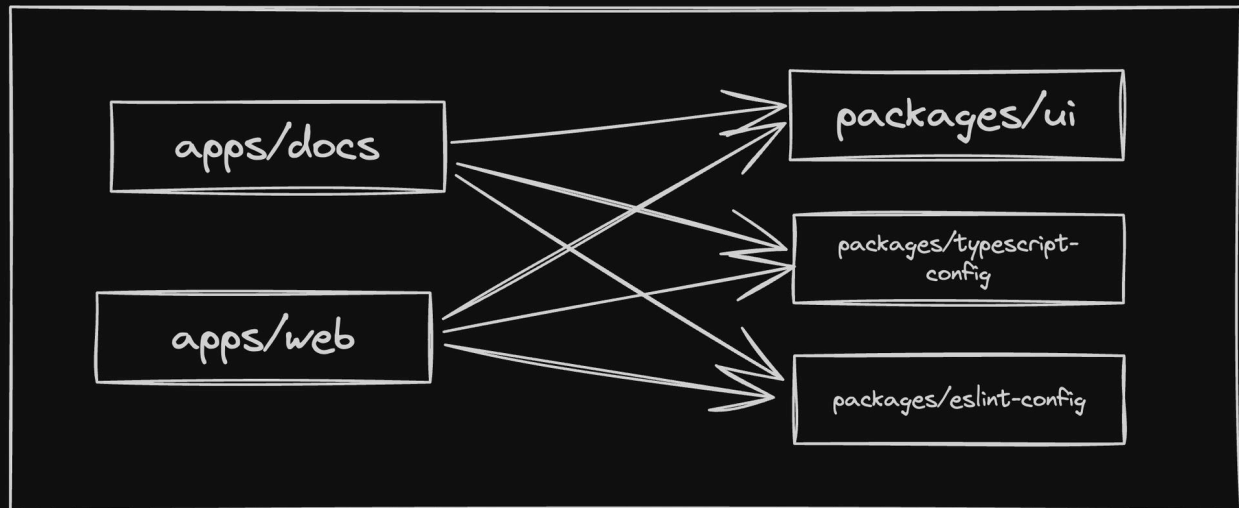 apps/docs
apps/web
packages/ui
packages/typescript-
config
packages/eslint-config